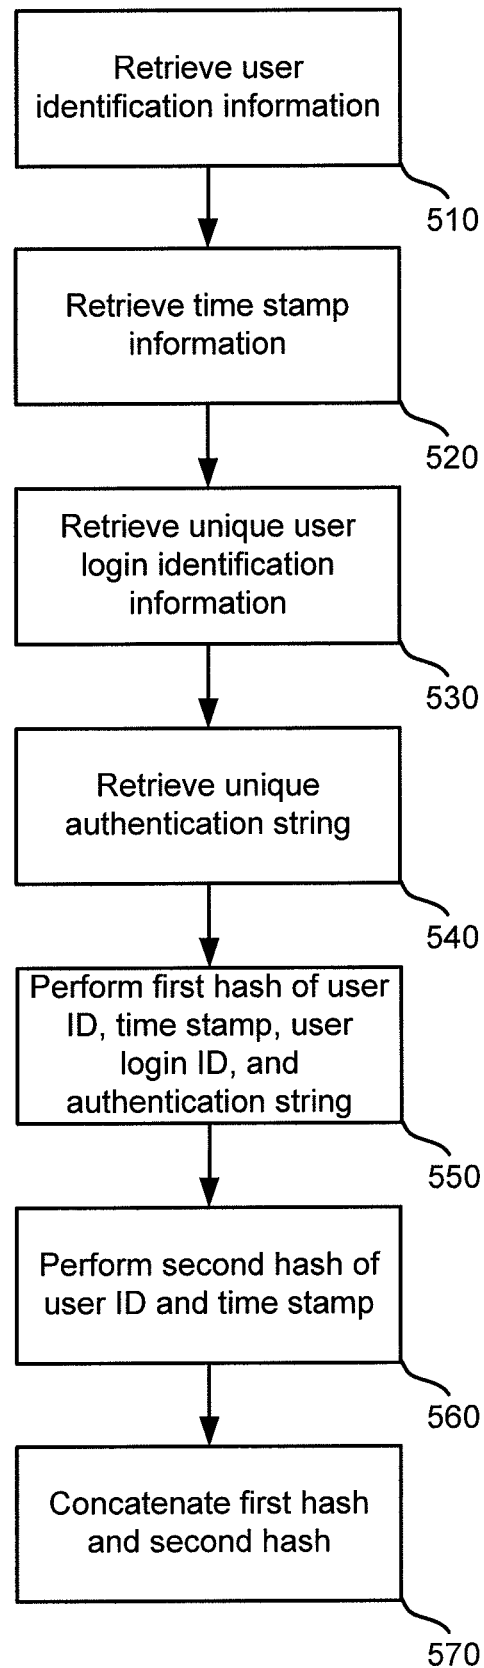 Retrieve user
identification information
510
Retrieve time stamp
information
520
Retrieve unique user
login identification
information
530
Retrieve unique
authentication string
540
Perform first hash of user
ID, time stamp, user
login ID, and
authentication string
550
Perform second hash of
user ID and time stamp
560
Concatenate first hash
and second hash
570